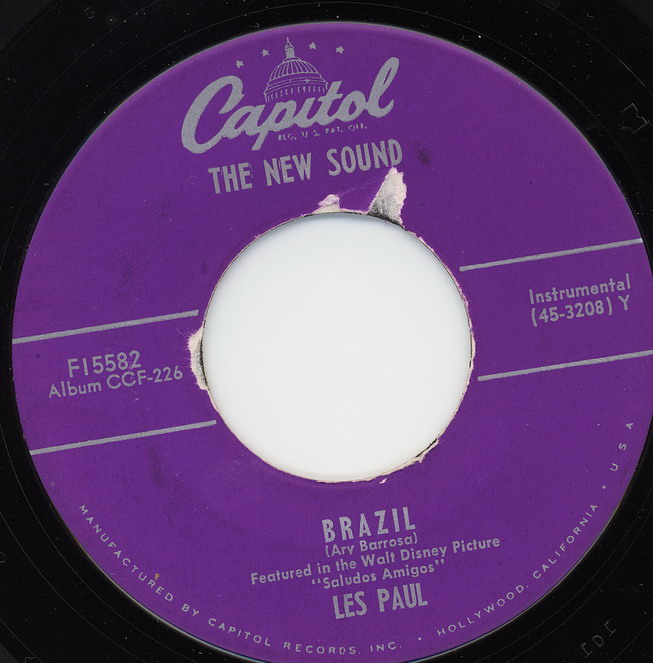 Capitol
REG. U.S. PAT. OFF.
THE NEW SOUND
Instrumental
(45-3208) Y
F15582
Album CCF-226
BRAZIL
(Ary Barrosa)
Featured in the Walt Disney Picture
"Saludos Amigos"
LES PAUL
MANUFACTURED BY CAPITOL RECORDS, INC. • HOLLYWOOD, CALIFORNIA • USA